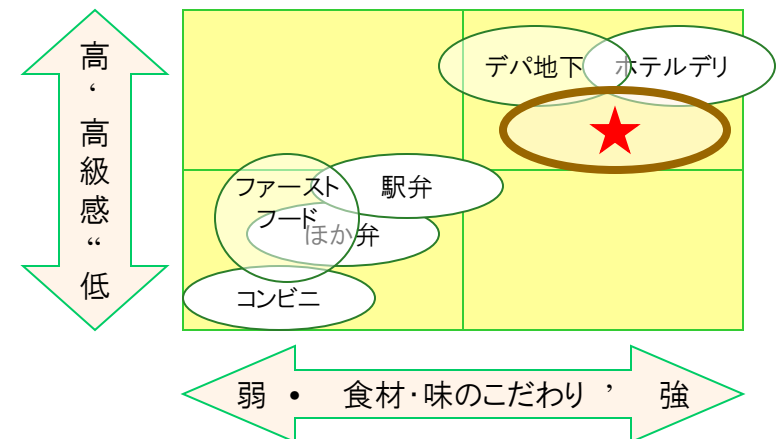 高
‘
高
級
感
“
低
デパ地下
ホテルデリ
ファースト
フード
駅弁
ほか弁
コンビニ
弱 • 食材・味のこだわり ’ 強